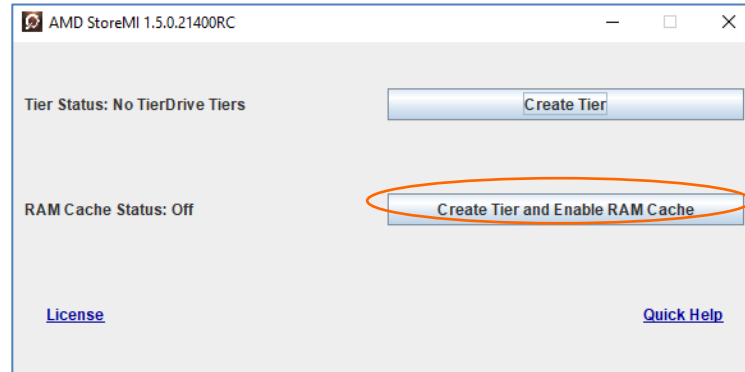 AMD StoreMI 1.5.0.21400RC
Tier Status: No TierDrive Tiers
Create Tier
RAM Cache Status: Off
Create Tier and Enable RAM Cache
License
Quick Help